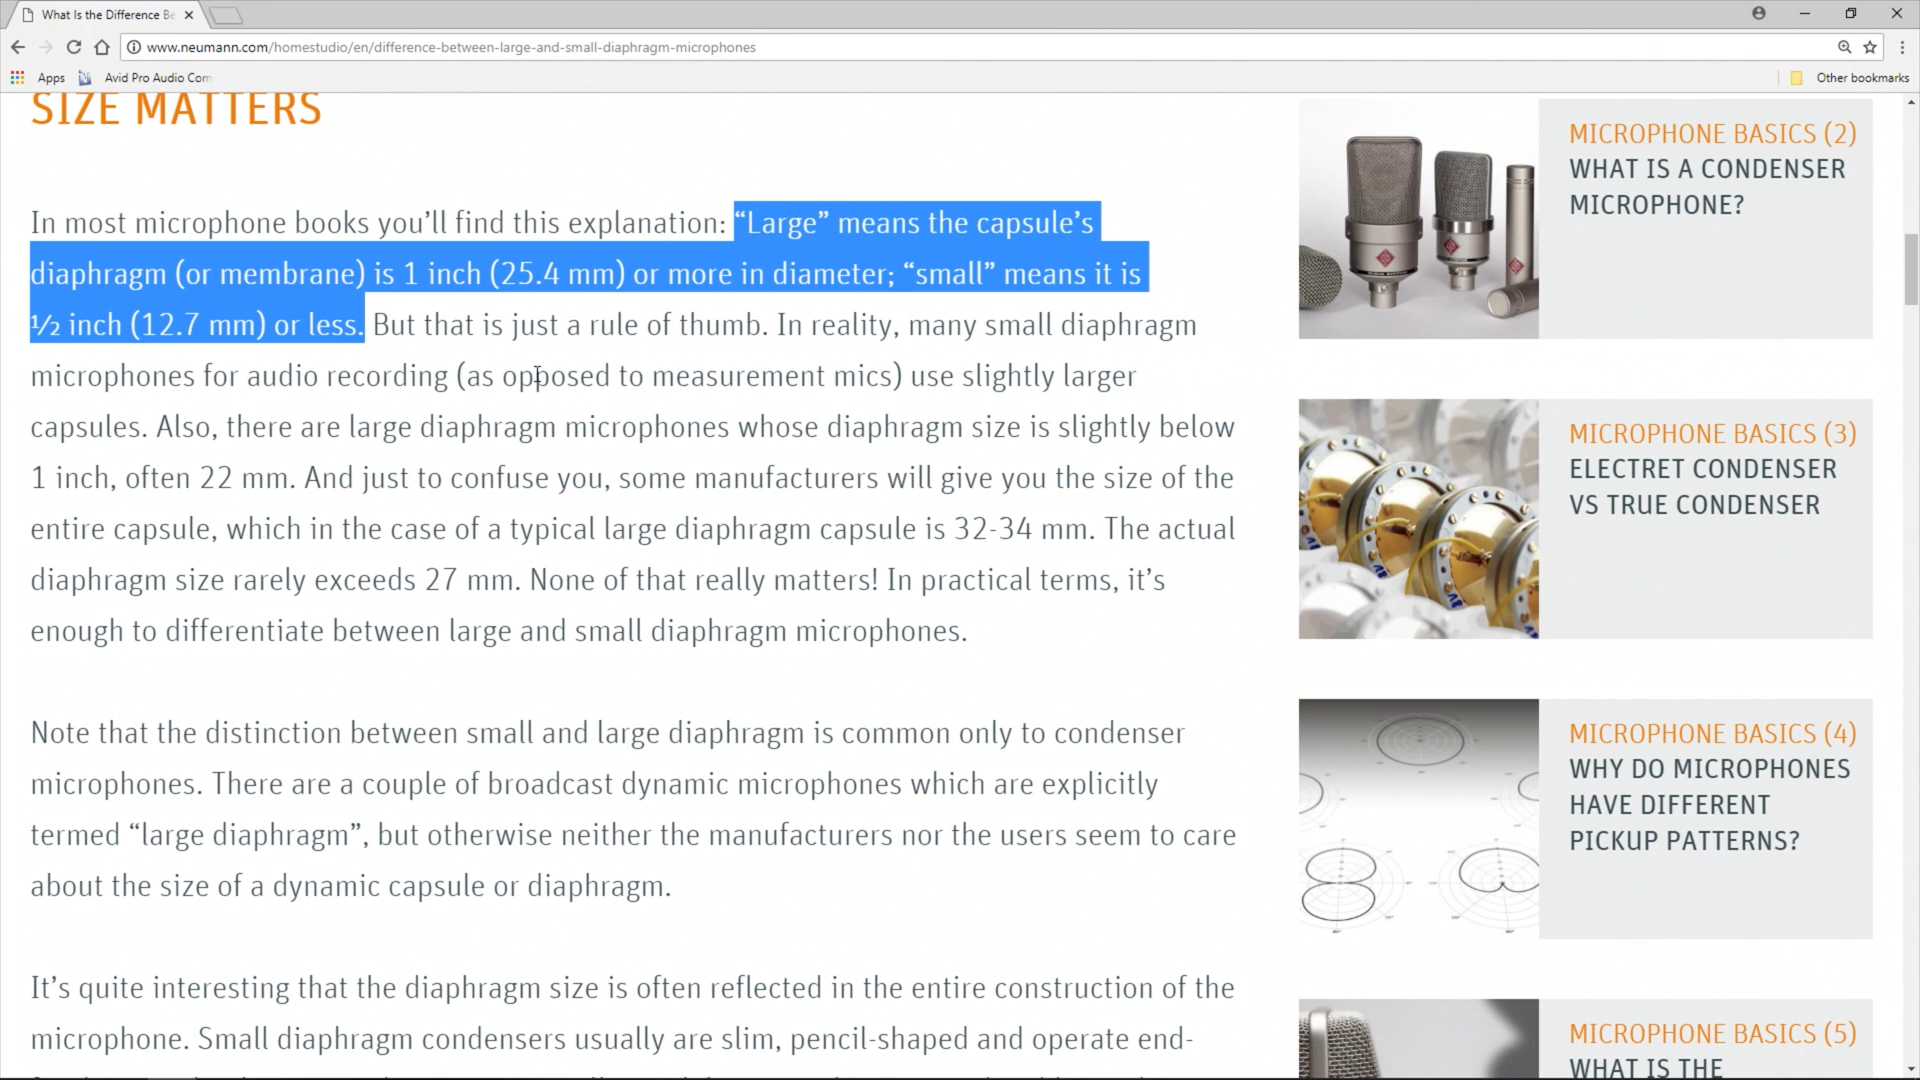 What Is the Difference Be
www.neumann.com/homestudio/en/difference-between-large-and-small-diaphragm-microphones
Apps
Avid Pro Audio Com
Other bookmarks
SIZE MATTERS
In most microphone books you’ll find this explanation: “Large” means the capsule’s
diaphragm (or membrane) is 1 inch (25.4 mm) or more in diameter; “small” means it is
½ inch (12.7 mm) or less. But that is just a rule of thumb. In reality, many small diaphragm
microphones for audio recording (as opposed to measurement mics) use slightly larger
capsules. Also, there are large diaphragm microphones whose diaphragm size is slightly below
1 inch, often 22 mm. And just to confuse you, some manufacturers will give you the size of the
entire capsule, which in the case of a typical large diaphragm capsule is 32-34 mm. The actual
diaphragm size rarely exceeds 27 mm. None of that really matters! In practical terms, it’s
enough to differentiate between large and small diaphragm microphones.
Note that the distinction between small and large diaphragm is common only to condenser
microphones. There are a couple of broadcast dynamic microphones which are explicitly
termed “large diaphragm”, but otherwise neither the manufacturers nor the users seem to care
about the size of a dynamic capsule or diaphragm.
It’s quite interesting that the diaphragm size is often reflected in the entire construction of the
microphone. Small diaphragm condensers usually are slim, pencil-shaped and operate end-
MICROPHONE BASICS (2)
WHAT IS A CONDENSER
MICROPHONE?
MICROPHONE BASICS (3)
ELECTRET CONDENSER
VS TRUE CONDENSER
MICROPHONE BASICS (4)
WHY DO MICROPHONES
HAVE DIFFERENT
PICKUP PATTERNS?
MICROPHONE BASICS (5)
WHAT IS THE